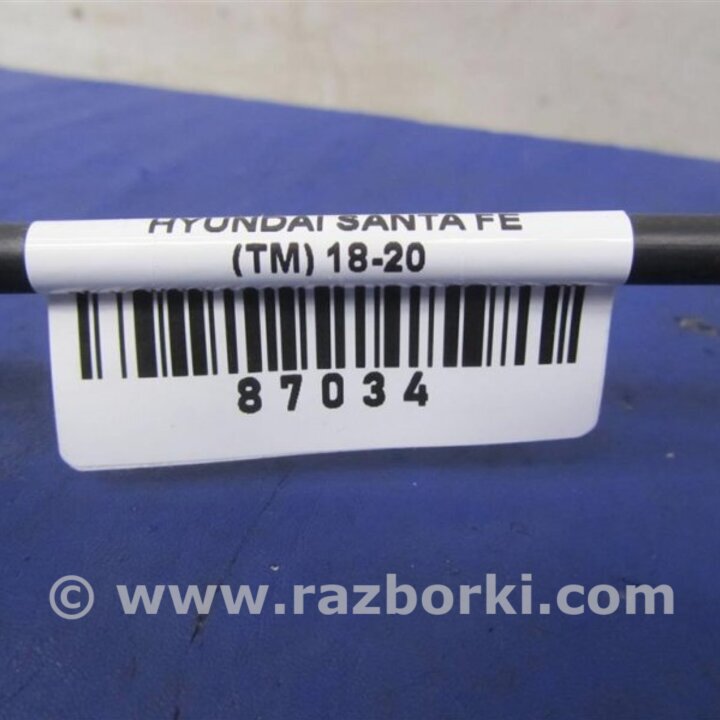 HYUNDAI SANTA FE
(TM) 18-20
87034
© www.razborki.com